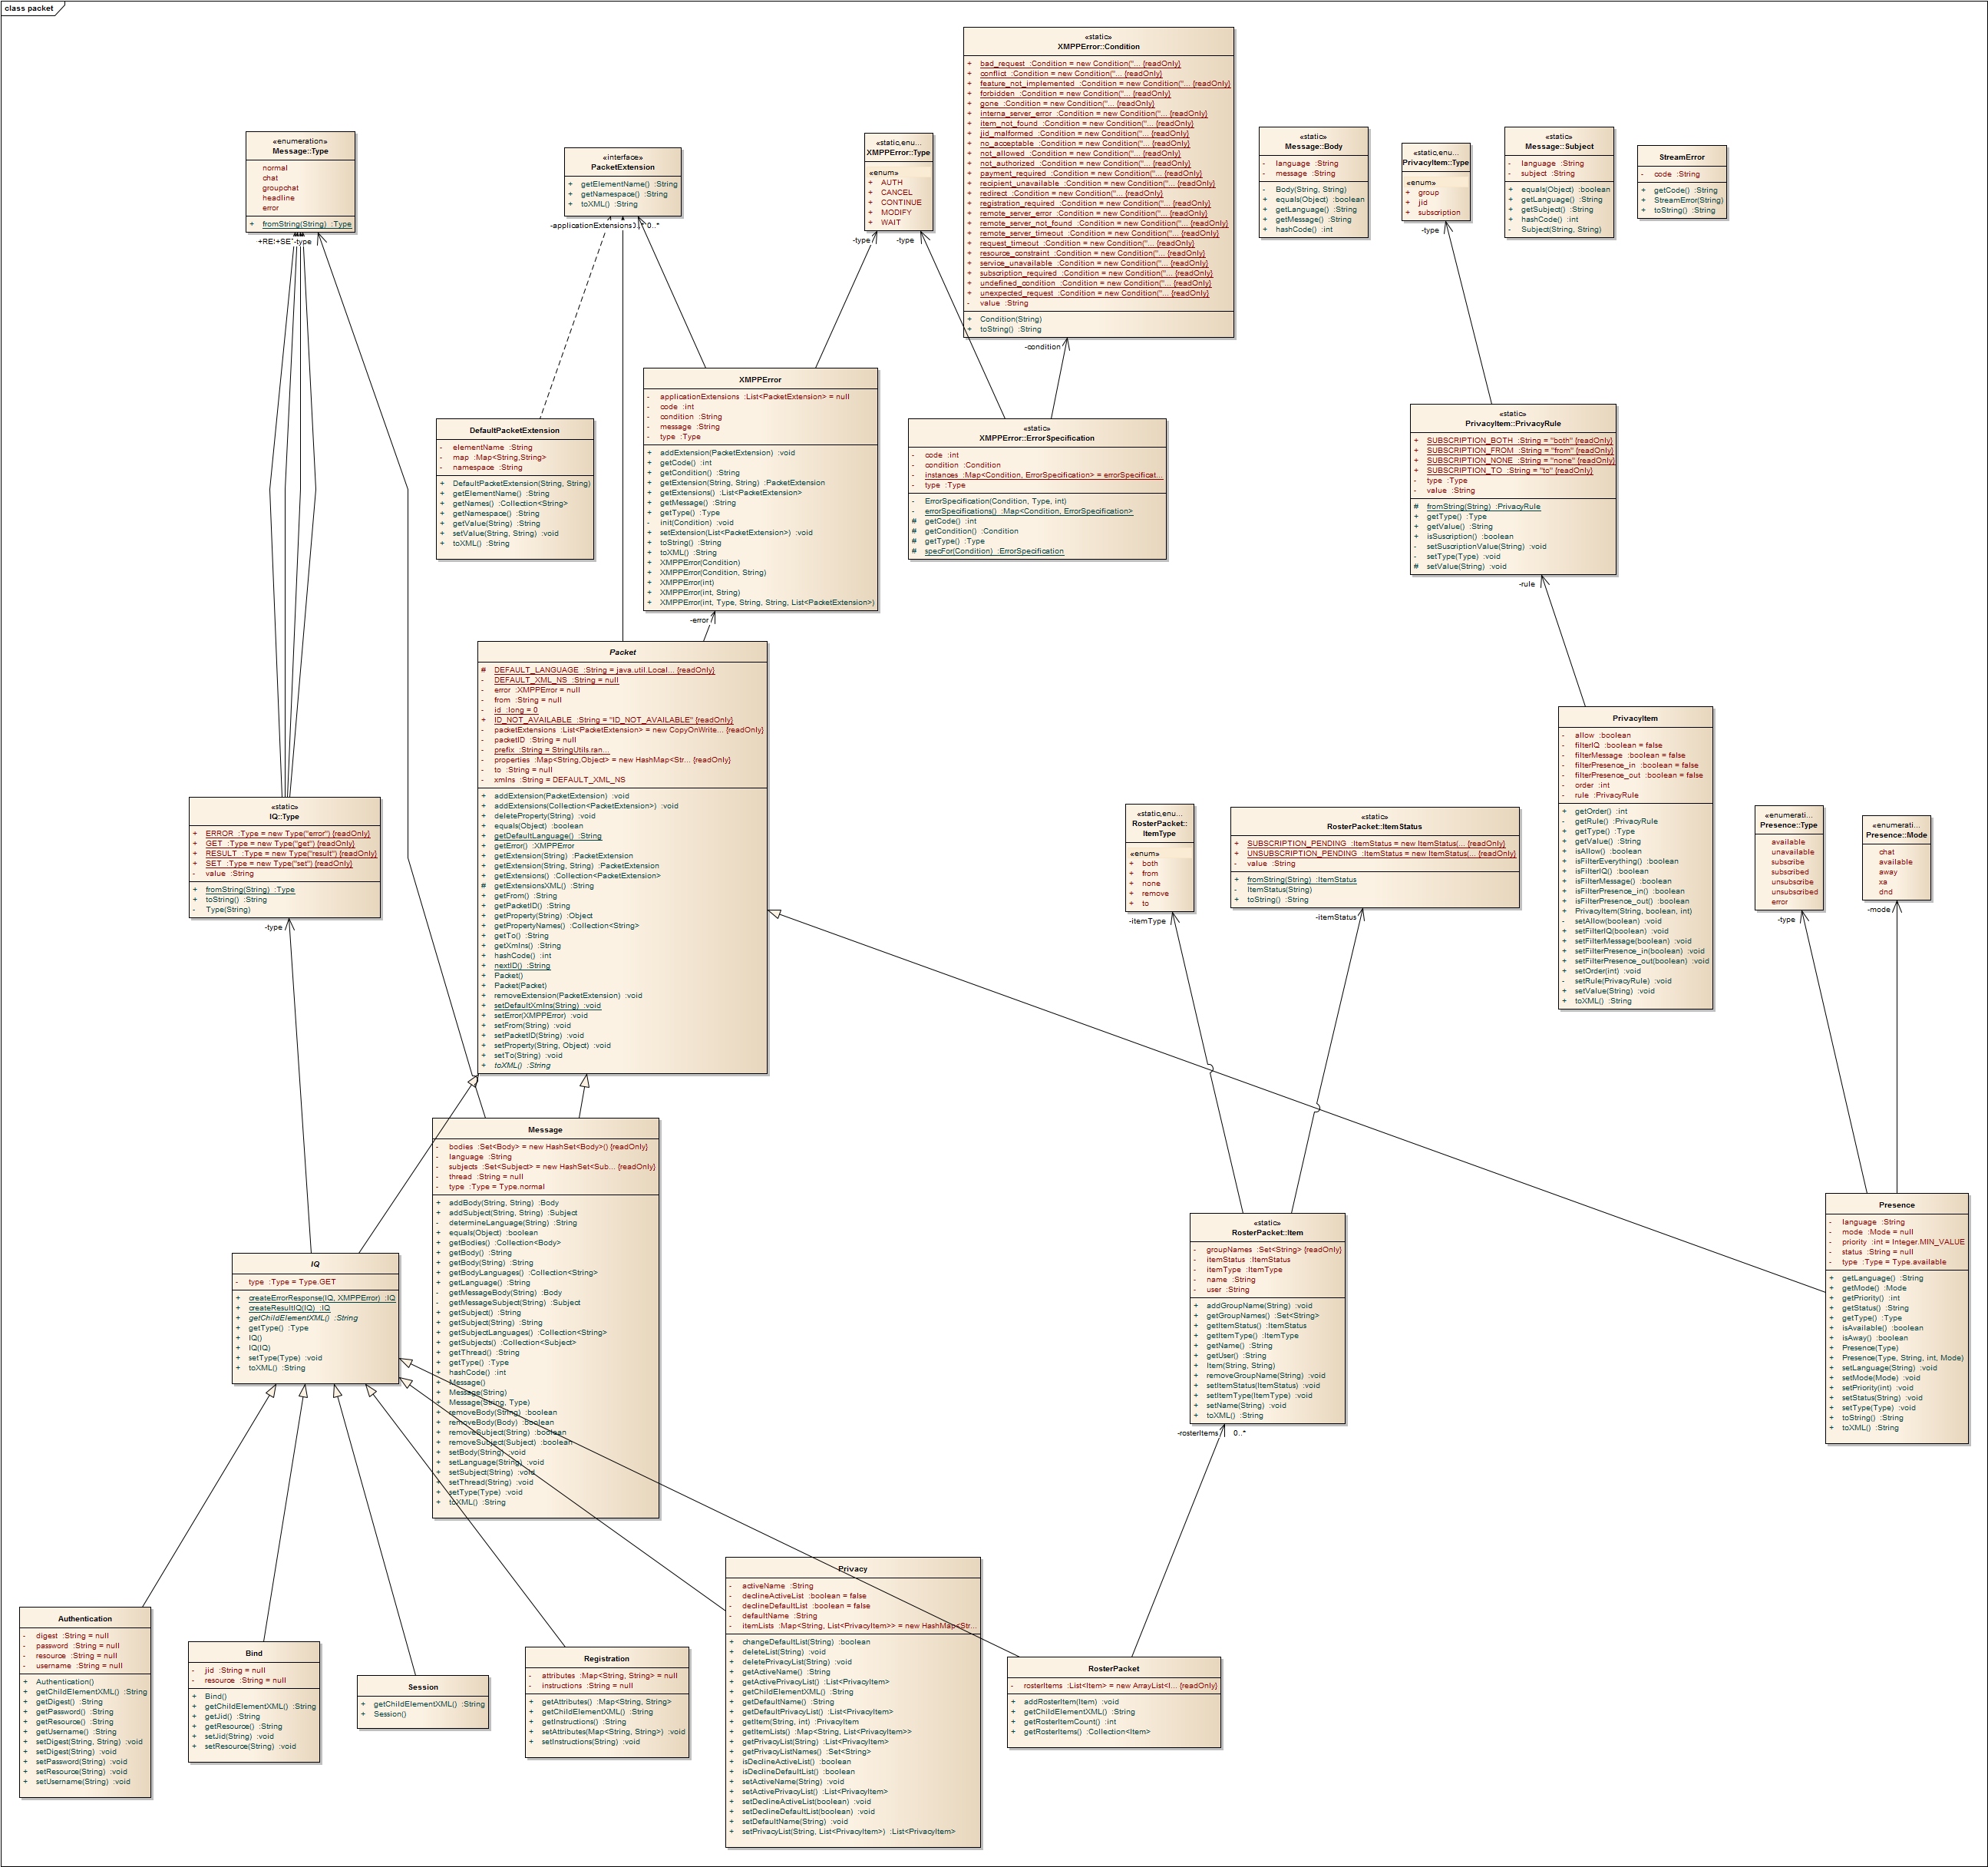 class packet
«static»
XMPPError::Condition
+ bad_request :Condition = new Condition("... {readOnly}
+ conflict :Condition = new Condition("... {readOnly}
+ feature_not_implemented :Condition = new Condition("... {readOnly}
+ forbidden :Condition = new Condition("... {readOnly}
+ gone :Condition = new Condition("... {readOnly}
+ interna_server_error :Condition = new Condition("... {readOnly}
+ item_not_found :Condition = new Condition("... {readOnly}
+ jid_malformed :Condition = new Condition("... {readOnly}
+ no_acceptable :Condition = new Condition("... {readOnly}
+ not_allowed :Condition = new Condition("... {readOnly}
+ not_authorized :Condition = new Condition("... {readOnly}
+ payment_required :Condition = new Condition("... {readOnly}
+ recipient_unavailable :Condition = new Condition("... {readOnly}
+ redirect :Condition = new Condition("... {readOnly}
+ registration_required :Condition = new Condition("... {readOnly}
+ remote_server_error :Condition = new Condition("... {readOnly}
+ remote_server_not_found :Condition = new Condition("... {readOnly}
+ remote_server_timeout :Condition = new Condition("... {readOnly}
+ request_timeout :Condition = new Condition("... {readOnly}
+ resource_constraint :Condition = new Condition("... {readOnly}
+ service_unavailable :Condition = new Condition("... {readOnly}
+ subscription_required :Condition = new Condition("... {readOnly}
+ undefined_condition :Condition = new Condition("... {readOnly}
+ unexpected_request :Condition = new Condition("... {readOnly}
- value :String
+ Condition(String)
+ toString() :String
-condition
«enumeration»
Message::Type
normal
chat
groupchat
headline
error
+ fromString(String) :Type
-type
«interface»
PacketExtension
+ getElementName() :String
+ getNamespace() :String
+ toXML() :String
-applicationExtensions
0..*
«static,enu...
XMPPError::Type
«enum»
+ AUTH
+ CANCEL
+ CONTINUE
+ MODIFY
+ WAIT
-type
-type
«static»
Message::Body
- language :String
- message :String
- Body(String, String)
+ equals(Object) :boolean
+ getLanguage() :String
+ getMessage() :String
+ hashCode() :int
«static,enu...
PrivacyItem::Type
«enum»
+ group
+ jid
+ subscription
-type
«static»
Message::Subject
- language :String
- subject :String
+ equals(Object) :boolean
+ getLanguage() :String
+ getSubject() :String
+ hashCode() :int
- Subject(String, String)
StreamError
- code :String
+ getCode() :String
+ StreamError(String)
+ toString() :String
DefaultPacketExtension
- elementName :String
- map :Map<String,String>
- namespace :String
+ DefaultPacketExtension(String, String)
+ getElementName() :String
+ getNames() :Collection<String>
+ getNamespace() :String
+ getValue(String) :String
+ setValue(String, String) :void
+ toXML() :String
XMPPError
- applicationExtensions :List<PacketExtension> = null
- code :int
- condition :String
- message :String
- type :Type
+ addExtension(PacketExtension) :void
+ getCode() :int
+ getCondition() :String
+ getExtension(String, String) :PacketExtension
+ getExtensions() :List<PacketExtension>
+ getMessage() :String
+ getType() :Type
- init(Condition) :void
+ setExtension(List<PacketExtension>) :void
+ toString() :String
+ toXML() :String
+ XMPPError(Condition)
+ XMPPError(Condition, String)
+ XMPPError(int)
+ XMPPError(int, String)
+ XMPPError(int, Type, String, String, List<PacketExtension>)
-error
«static»
XMPPError::ErrorSpecification
- code :int
- condition :Condition
- instances :Map<Condition, ErrorSpecification> = errorSpecificat...
- type :Type
- ErrorSpecification(Condition, Type, int)
- errorSpecifications() :Map<Condition, ErrorSpecification>
# getCode() :int
# getCondition() :Condition
# getType() :Type
# specFor(Condition) :ErrorSpecification
«static»
PrivacyItem::PrivacyRule
+ SUBSCRIPTION_BOTH :String = "both" {readOnly}
+ SUBSCRIPTION_FROM :String = "from" {readOnly}
+ SUBSCRIPTION_NONE :String = "none" {readOnly}
+ SUBSCRIPTION_TO :String = "to" {readOnly}
- type :Type
- value :String
# fromString(String) :PrivacyRule
+ getType() :Type
+ getValue() :String
+ isSuscription() :boolean
- setSuscriptionValue(String) :void
- setType(Type) :void
# setValue(String) :void
-rule
Packet
# DEFAULT_LANGUAGE :String = java.util.Local... {readOnly}
- DEFAULT_XML_NS :String = null
- error :XMPPError = null
- from :String = null
- id :long = 0
+ ID_NOT_AVAILABLE :String = "ID_NOT_AVAILABLE" {readOnly}
- packetExtensions :List<PacketExtension> = new CopyOnWrite... {readOnly}
- packetID :String = null
- prefix :String = StringUtils.ran...
- properties :Map<String,Object> = new HashMap<Str... {readOnly}
- to :String = null
- xmlns :String = DEFAULT_XML_NS
+ addExtension(PacketExtension) :void
+ addExtensions(Collection<PacketExtension>) :void
+ deleteProperty(String) :void
+ equals(Object) :boolean
+ getDefaultLanguage() :String
+ getError() :XMPPError
+ getExtension(String) :PacketExtension
+ getExtension(String, String) :PacketExtension
+ getExtensions() :Collection<PacketExtension>
# getExtensionsXML() :String
+ getFrom() :String
+ getPacketID() :String
+ getProperty(String) :Object
+ getPropertyNames() :Collection<String>
+ getTo() :String
+ getXmlns() :String
+ hashCode() :int
+ nextID() :String
+ Packet()
+ Packet(Packet)
+ removeExtension(PacketExtension) :void
+ setDefaultXmlns(String) :void
+ setError(XMPPError) :void
+ setFrom(String) :void
+ setPacketID(String) :void
+ setProperty(String, Object) :void
+ setTo(String) :void
+ toXML() :String
PrivacyItem
- allow :boolean
- filterIQ :boolean = false
- filterMessage :boolean = false
- filterPresence_in :boolean = false
- filterPresence_out :boolean = false
- order :int
- rule :PrivacyRule
+ getOrder() :int
- getRule() :PrivacyRule
+ getType() :Type
+ getValue() :String
+ isAllow() :boolean
+ isFilterEverything() :boolean
+ isFilterIQ() :boolean
+ isFilterMessage() :boolean
+ isFilterPresence_in() :boolean
+ isFilterPresence_out() :boolean
+ PrivacyItem(String, boolean, int)
- setAllow(boolean) :void
+ setFilterIQ(boolean) :void
+ setFilterMessage(boolean) :void
+ setFilterPresence_in(boolean) :void
+ setFilterPresence_out(boolean) :void
- setOrder(int) :void
- setRule(PrivacyRule) :void
+ setValue(String) :void
+ toXML() :String
«static»
IQ::Type
+ ERROR :Type = new Type("error") {readOnly}
+ GET :Type = new Type("get") {readOnly}
+ RESULT :Type = new Type("result") {readOnly}
+ SET :Type = new Type("set") {readOnly}
- value :String
+ fromString(String) :Type
+ toString() :String
- Type(String)
-type
«static,enu...
RosterPacket::
ItemType
«enum»
+ both
+ from
+ none
+ remove
+ to
-itemType
«static»
RosterPacket::ItemStatus
+ SUBSCRIPTION_PENDING :ItemStatus = new ItemStatus(... {readOnly}
+ UNSUBSCRIPTION_PENDING :ItemStatus = new ItemStatus(... {readOnly}
- value :String
+ fromString(String) :ItemStatus
- ItemStatus(String)
+ toString() :String
-itemStatus
«enumerati...
Presence::Type
available
unavailable
subscribe
subscribed
unsubscribe
unsubscribed
error
-type
«enumerati...
Presence::Mode
chat
available
away
xa
dnd
-mode
Message
- bodies :Set<Body> = new HashSet<Body>() {readOnly}
- language :String
- subjects :Set<Subject> = new HashSet<Sub... {readOnly}
- thread :String = null
- type :Type = Type.normal
+ addBody(String, String) :Body
+ addSubject(String, String) :Subject
- determineLanguage(String) :String
+ equals(Object) :boolean
+ getBodies() :Collection<Body>
+ getBody() :String
+ getBody(String) :String
+ getBodyLanguages() :Collection<String>
+ getLanguage() :String
- getMessageBody(String) :Body
- getMessageSubject(String) :Subject
+ getSubject() :String
+ getSubject(String) :String
+ getSubjectLanguages() :Collection<String>
+ getSubjects() :Collection<Subject>
+ getThread() :String
+ getType() :Type
+ hashCode() :int
+ Message()
+ Message(String)
+ Message(String, Type)
+ removeBody(String) :boolean
+ removeBody(Body) :boolean
+ removeSubject(String) :boolean
+ removeSubject(Subject) :boolean
+ setBody(String) :void
+ setLanguage(String) :void
+ setSubject(String) :void
+ setThread(String) :void
+ setType(Type) :void
+ toXML() :String
IQ
- type :Type = Type.GET
+ createErrorResponse(IQ, XMPPError) :IQ
+ createResultIQ(IQ) :IQ
+ getChildElementXML() :String
+ getType() :Type
+ IQ()
+ IQ(IQ)
+ setType(Type) :void
+ toXML() :String
«static»
RosterPacket::Item
- groupNames :Set<String> {readOnly}
- itemStatus :ItemStatus
- itemType :ItemType
- name :String
- user :String
+ addGroupName(String) :void
+ getGroupNames() :Set<String>
+ getItemStatus() :ItemStatus
+ getItemType() :ItemType
+ getName() :String
+ getUser() :String
+ Item(String, String)
+ removeGroupName(String) :void
+ setItemStatus(ItemStatus) :void
+ setItemType(ItemType) :void
+ setName(String) :void
+ toXML() :String
-rosterItems
0..*
Presence
- language :String
- mode :Mode = null
- priority :int = Integer.MIN_VALUE
- status :String = null
- type :Type = Type.available
+ getLanguage() :String
+ getMode() :Mode
+ getPriority() :int
+ getStatus() :String
+ getType() :Type
+ isAvailable() :boolean
+ isAway() :boolean
+ Presence(Type)
+ Presence(Type, String, int, Mode)
+ setLanguage(String) :void
+ setMode(Mode) :void
+ setPriority(int) :void
+ setStatus(String) :void
+ setType(Type) :void
+ toString() :String
+ toXML() :String
Authentication
- digest :String = null
- password :String = null
- resource :String = null
- username :String = null
+ Authentication()
+ getChildElementXML() :String
+ getDigest() :String
+ getPassword() :String
+ getResource() :String
+ getUsername() :String
+ setDigest(String, String) :void
+ setDigest(String) :void
+ setPassword(String) :void
+ setResource(String) :void
+ setUsername(String) :void
Bind
- jid :String = null
- resource :String = null
+ Bind()
+ getChildElementXML() :String
+ getJid() :String
+ getResource() :String
+ setJid(String) :void
+ setResource(String) :void
Session
+ getChildElementXML() :String
+ Session()
Registration
- attributes :Map<String, String> = null
- instructions :String = null
+ getAttributes() :Map<String, String>
+ getChildElementXML() :String
+ getInstructions() :String
+ setAttributes(Map<String, String>) :void
+ setInstructions(String) :void
Privacy
- activeName :String
- declineActiveList :boolean = false
- declineDefaultList :boolean = false
- defaultName :String
- itemLists :Map<String, List<PrivacyItem>> = new HashMap<Str...
+ changeDefaultList(String) :boolean
+ deleteList(String) :void
+ deletePrivacyList(String) :void
+ getActiveName() :String
+ getActivePrivacyList() :List<PrivacyItem>
+ getChildElementXML() :String
+ getDefaultName() :String
+ getDefaultPrivacyList() :List<PrivacyItem>
+ getItem(String, int) :PrivacyItem
+ getItemLists() :Map<String, List<PrivacyItem>>
+ getPrivacyList(String) :List<PrivacyItem>
+ getPrivacyListNames() :Set<String>
+ isDeclineActiveList() :boolean
+ isDeclineDefaultList() :boolean
+ setActiveName(String) :void
+ setActivePrivacyList() :List<PrivacyItem>
+ setDeclineActiveList(boolean) :void
+ setDeclineDefaultList(boolean) :void
+ setDefaultName(String) :void
+ setPrivacyList(String, List<PrivacyItem>) :List<PrivacyItem>
RosterPacket
- rosterItems :List<Item> = new ArrayList<I... {readOnly}
+ addRosterItem(Item) :void
+ getChildElementXML() :String
+ getRosterItemCount() :int
+ getRosterItems() :Collection<Item>